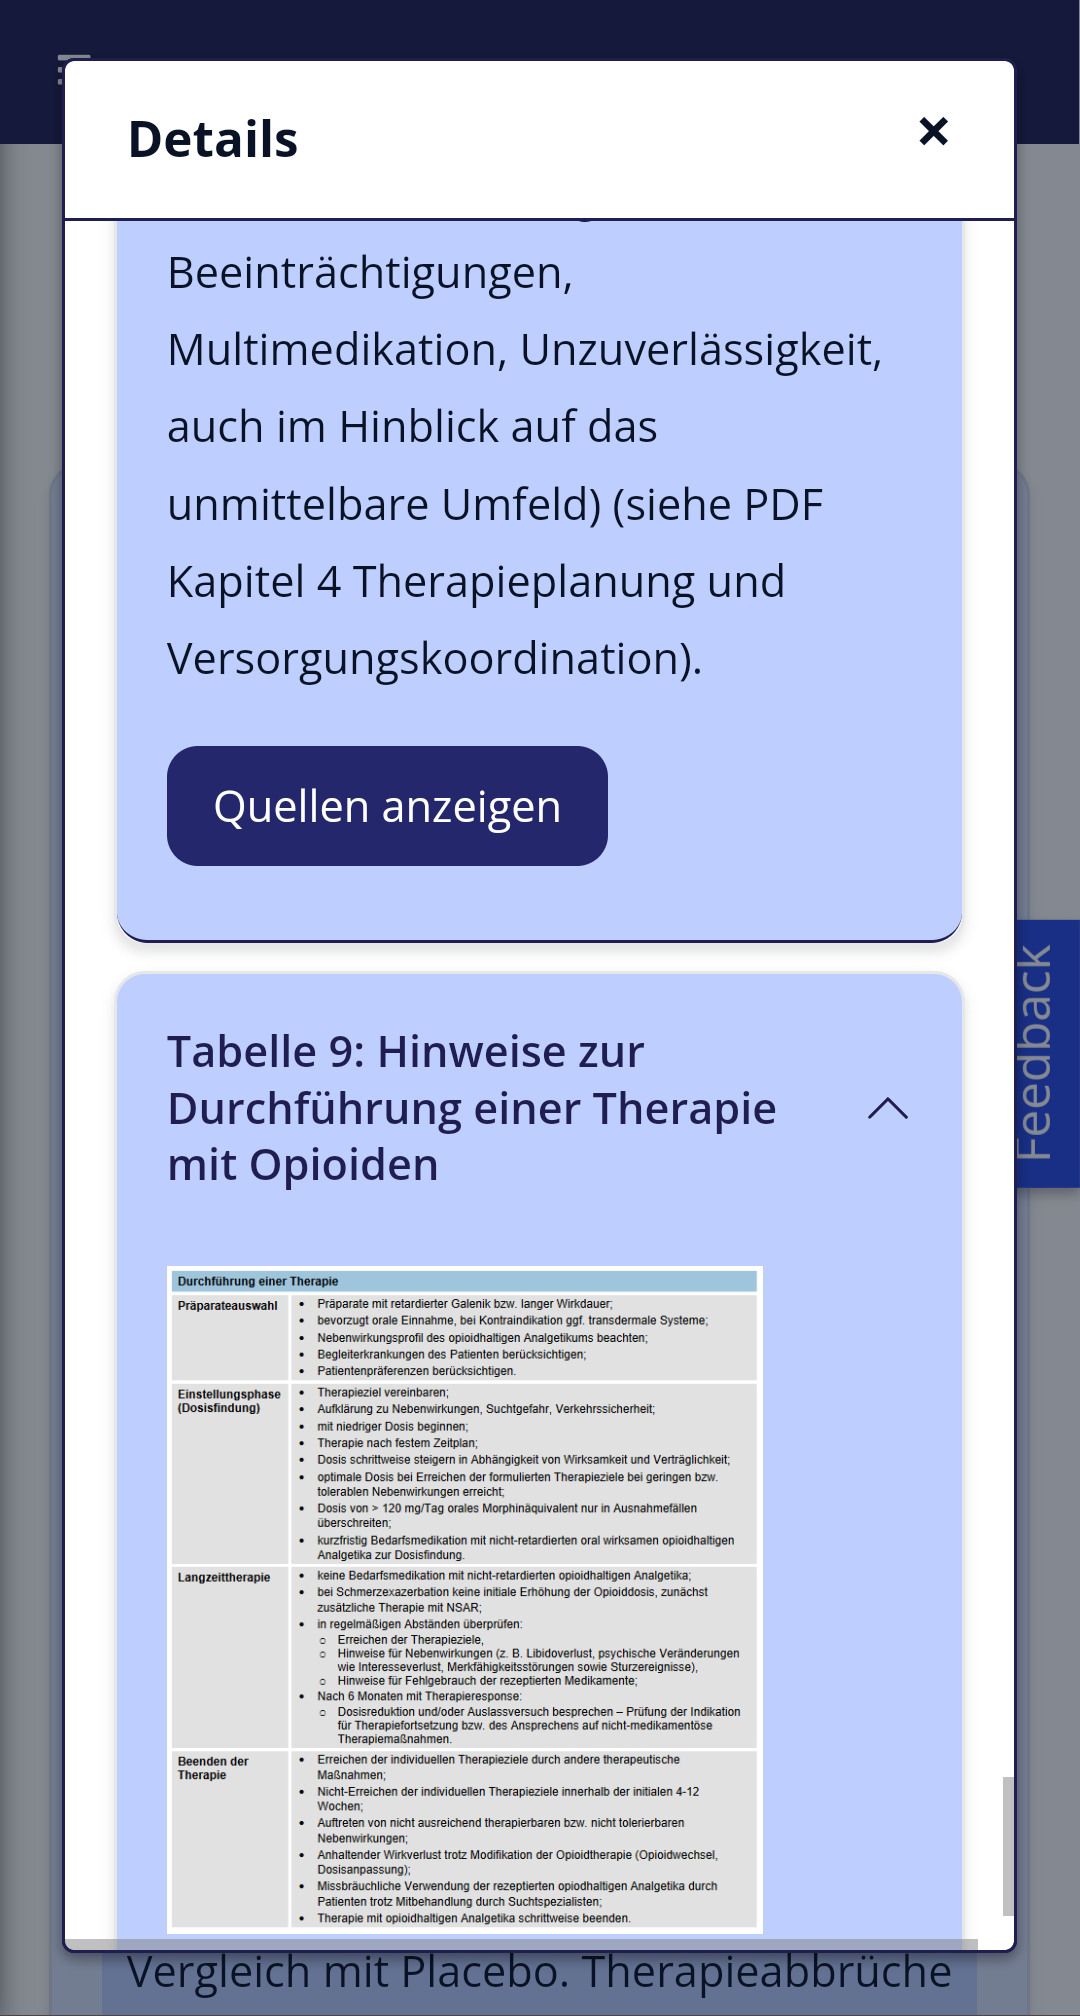 Details
Beeinträchtigungen,
Multimedikation, Unzuverlässigkeit,
auch im Hinblick auf das
unmittelbare Umfeld) (siehe PDF
Kapitel 4 Therapieplanung und
Versorgungskoordination).
Quellen anzeigen
Feedback
Tabelle 9: Hinweise zur
Durchführung einer Therapie
mit Opioiden
Durchführung einer Therapie
Präparateauswahl
• Präparate mit retardierter Galenik bzw. langer Wirkdauer;
• bevorzugt orale Einnahme, bei Kontraindikation ggf. transdermale Systeme;
• Nebenwirkungsprofil des opioidhaltigen Analgetikums beachten;
• Begleiterkrankungen des Patienten berücksichtigen;
• Patientenpräferenzen berücksichtigen.
Einstellungsphase
(Dosisfindung)
• Therapieziel vereinbaren;
• Aufklärung zu Nebenwirkungen, Suchtgefahr, Verkehrssicherheit;
• mit niedriger Dosis beginnen;
• Therapie nach festem Zeitplan;
• Dosis schrittweise steigern in Abhängigkeit von Wirksamkeit und Verträglichkeit;
• optimale Dosis bei Erreichen der formulierten Therapieziele bei geringen bzw.
tolerablen Nebenwirkungen erreicht;
• Dosis von > 120 mg/Tag orales Morphinäquivalent nur in Ausnahmefällen
überschreiten;
• kurzfristig Bedarfsmedikation mit nicht-retardierten oral wirksamen opioidhaltigen
Analgetika zur Dosisfindung.
Langzeittherapie
• keine Bedarfsmedikation mit nicht-retardierten opioidhaltigen Analgetika;
• bei Schmerzexazerbation keine initiale Erhöhung der Opioiddosis, zunächst
zusätzliche Therapie mit NSAR;
• in regelmäßigen Abständen überprüfen:
○ Erreichen der Therapieziele,
○ Hinweise für Nebenwirkungen (z. B. Libidoverlust, psychische Veränderungen
wie Interesseverlust, Merkfähigkeitsstörungen sowie Sturzereignisse),
○ Hinweise für Fehlgebrauch der rezeptierten Medikamente;
• Nach 6 Monaten mit Therapieresponse:
○ Dosisreduktion und/oder Auslassversuch besprechen – Prüfung der Indikation
für Therapiefortsetzung bzw. des Ansprechens auf nicht-medikamentöse
Therapiemaßnahmen.
Beenden der
Therapie
• Erreichen der individuellen Therapieziele durch andere therapeutische
Maßnahmen;
• Nicht-Erreichen der individuellen Therapieziele innerhalb der initialen 4-12
Wochen;
• Auftreten von nicht ausreichend therapierbaren bzw. nicht tolerierbaren
Nebenwirkungen;
• Anhaltender Wirkverlust trotz Modifikation der Opioidtherapie (Opioidwechsel,
Dosisanpassung);
• Missbräuchliche Verwendung der rezeptierten opiodhaltigen Analgetika durch
Patienten trotz Mitbehandlung durch Suchtspezialisten;
• Therapie mit opioidhaltigen Analgetika schrittweise beenden.
Vergleich mit Placebo. Therapieabbrüche